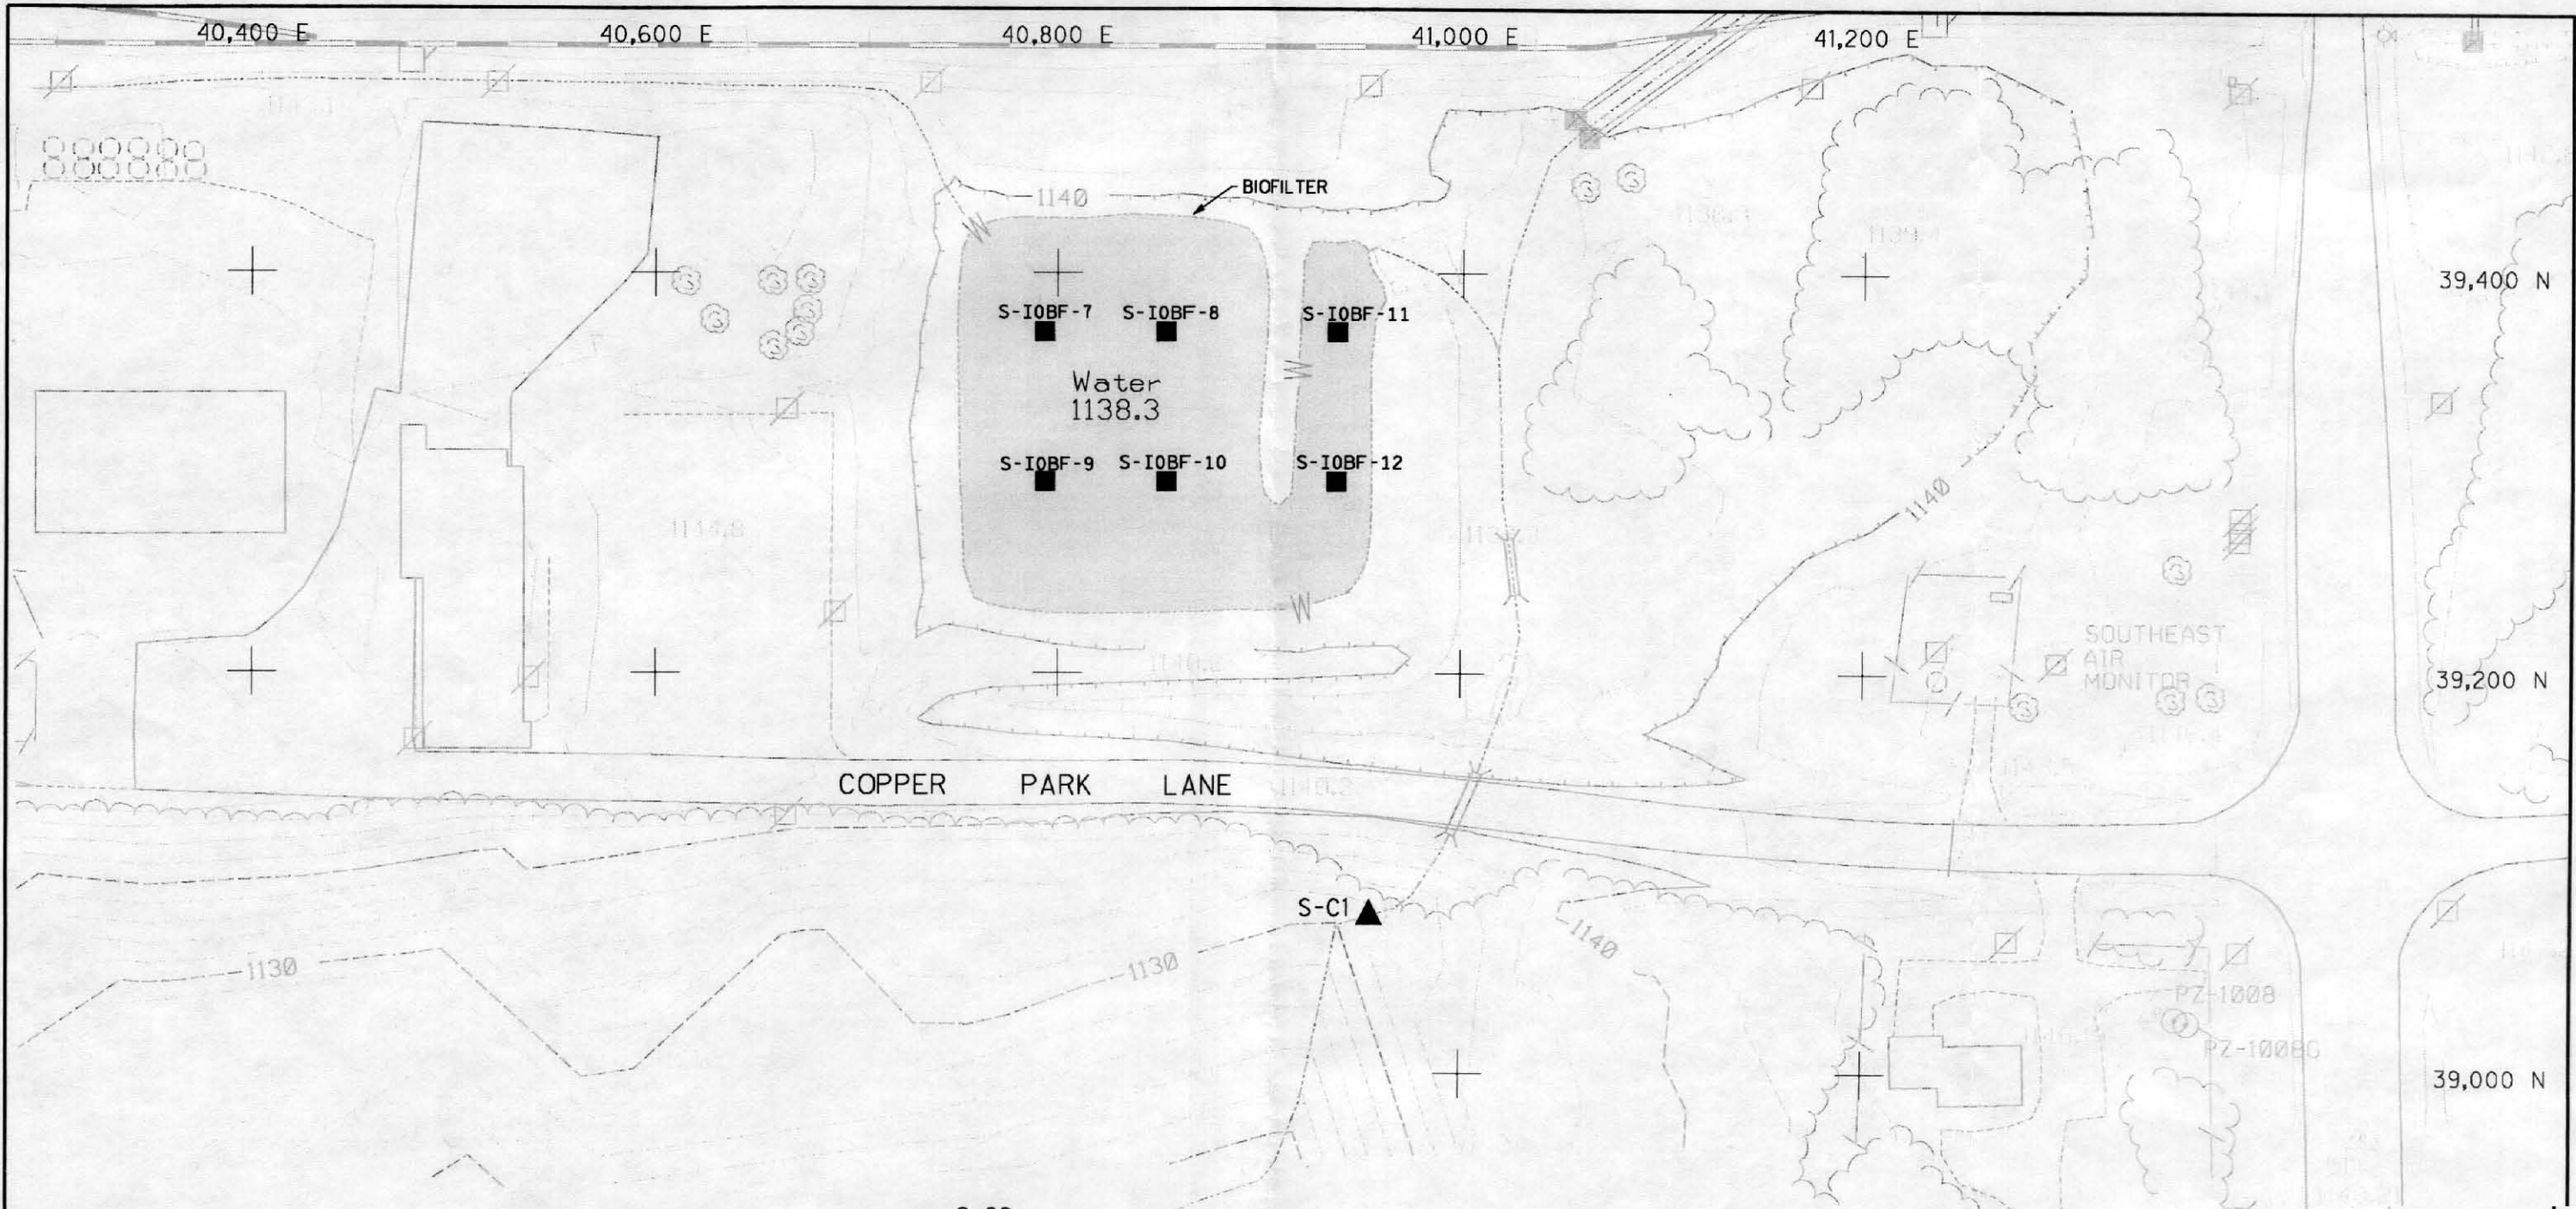 40,400 E
40,600 E
40,800 E
41,000 E
41,200 E
BIOFILTER
1140
39,400 N
S-IOBF-7
S-IOBF-8
S-IOBF-11
W
W
Water
1138.3
S-IOBF-9
S-IOBF-10
S-IOBF-12
1140
W
SOUTHEAST
AIR
MONITOR
39,200 N
COPPER PARK LANE
S-C1
1140
1130
1130
PZ-1008
PZ-1008G
39,000 N